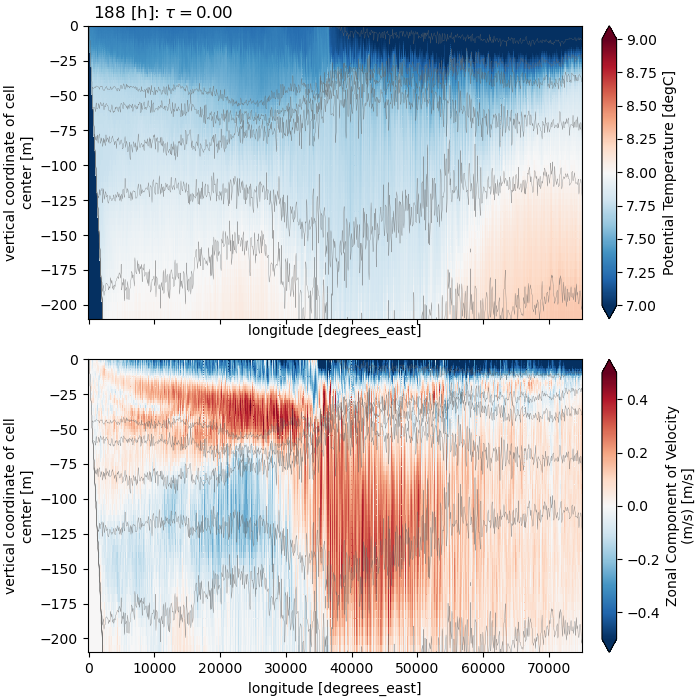 188 [h]: τ = 0.00
0
−25
−50
−75
−100
−125
−150
−175
−200
vertical coordinate of cell
center [m]
longitude [degrees_east]
9.00
8.75
8.50
8.25
8.00
7.75
7.50
7.25
7.00
Potential Temperature [degC]
0
−25
−50
−75
−100
−125
−150
−175
−200
vertical coordinate of cell
center [m]
0 10000 20000 30000 40000 50000 60000 70000
longitude [degrees_east]
0.4
0.2
0.0
−0.2
−0.4
Zonal Component of Velocity
(m/s) [m/s]